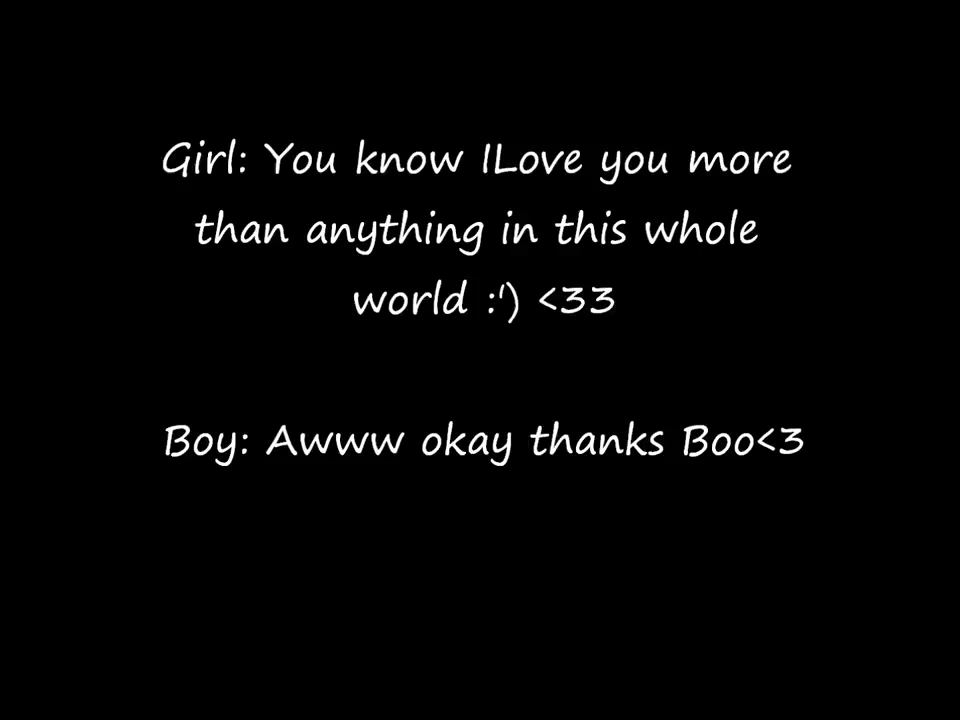 Girl: You know ILove you more
than anything in this whole
world :') <33
Boy: Awww okay thanks Boo<3